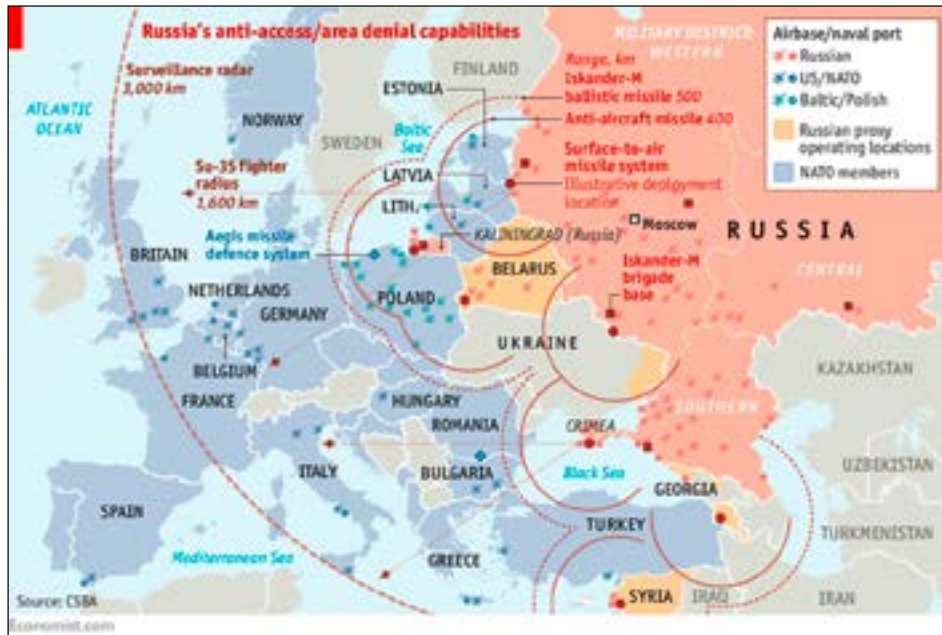 Russia's anti-access/area denial capabilities
Surveillance radar
3,000 km
ATLANTIC
OCEAN
NORWAY
SWEDEN
FINLAND
ESTONIA
Baltic
Sea
LATVIA
LITH.
Su-35 fighter
radius
1,600 km
Aegis missile
defence system
KALININGRAD (Russia)
MILITARY DISTRICT
WESTERN
Range, km
Iskander-M
ballistic missile 500
Anti-aircraft missile 400
Surface-to-air
missile system
Illustrative deployment
location
Moscow
RUSSIA
CENTRAL
Iskander-M
brigade
base
Airbase/naval port
Russian
US/NATO
Baltic/Polish
Russian proxy
operating locations
NATO members
BRITAIN
NETHERLANDS
GERMANY
POLAND
BELARUS
BELGIUM
UKRAINE
FRANCE
HUNGARY
ROMANIA
CRIMEA
SOUTHERN
KAZAKHSTAN
ITALY
BULGARIA
Black Sea
GEORGIA
UZBEKISTAN
SPAIN
TURKEY
TURKMENISTAN
Mediterranean Sea
GREECE
SYRIA
IRAQ
IRAN
Source: CSBA
Economist.com